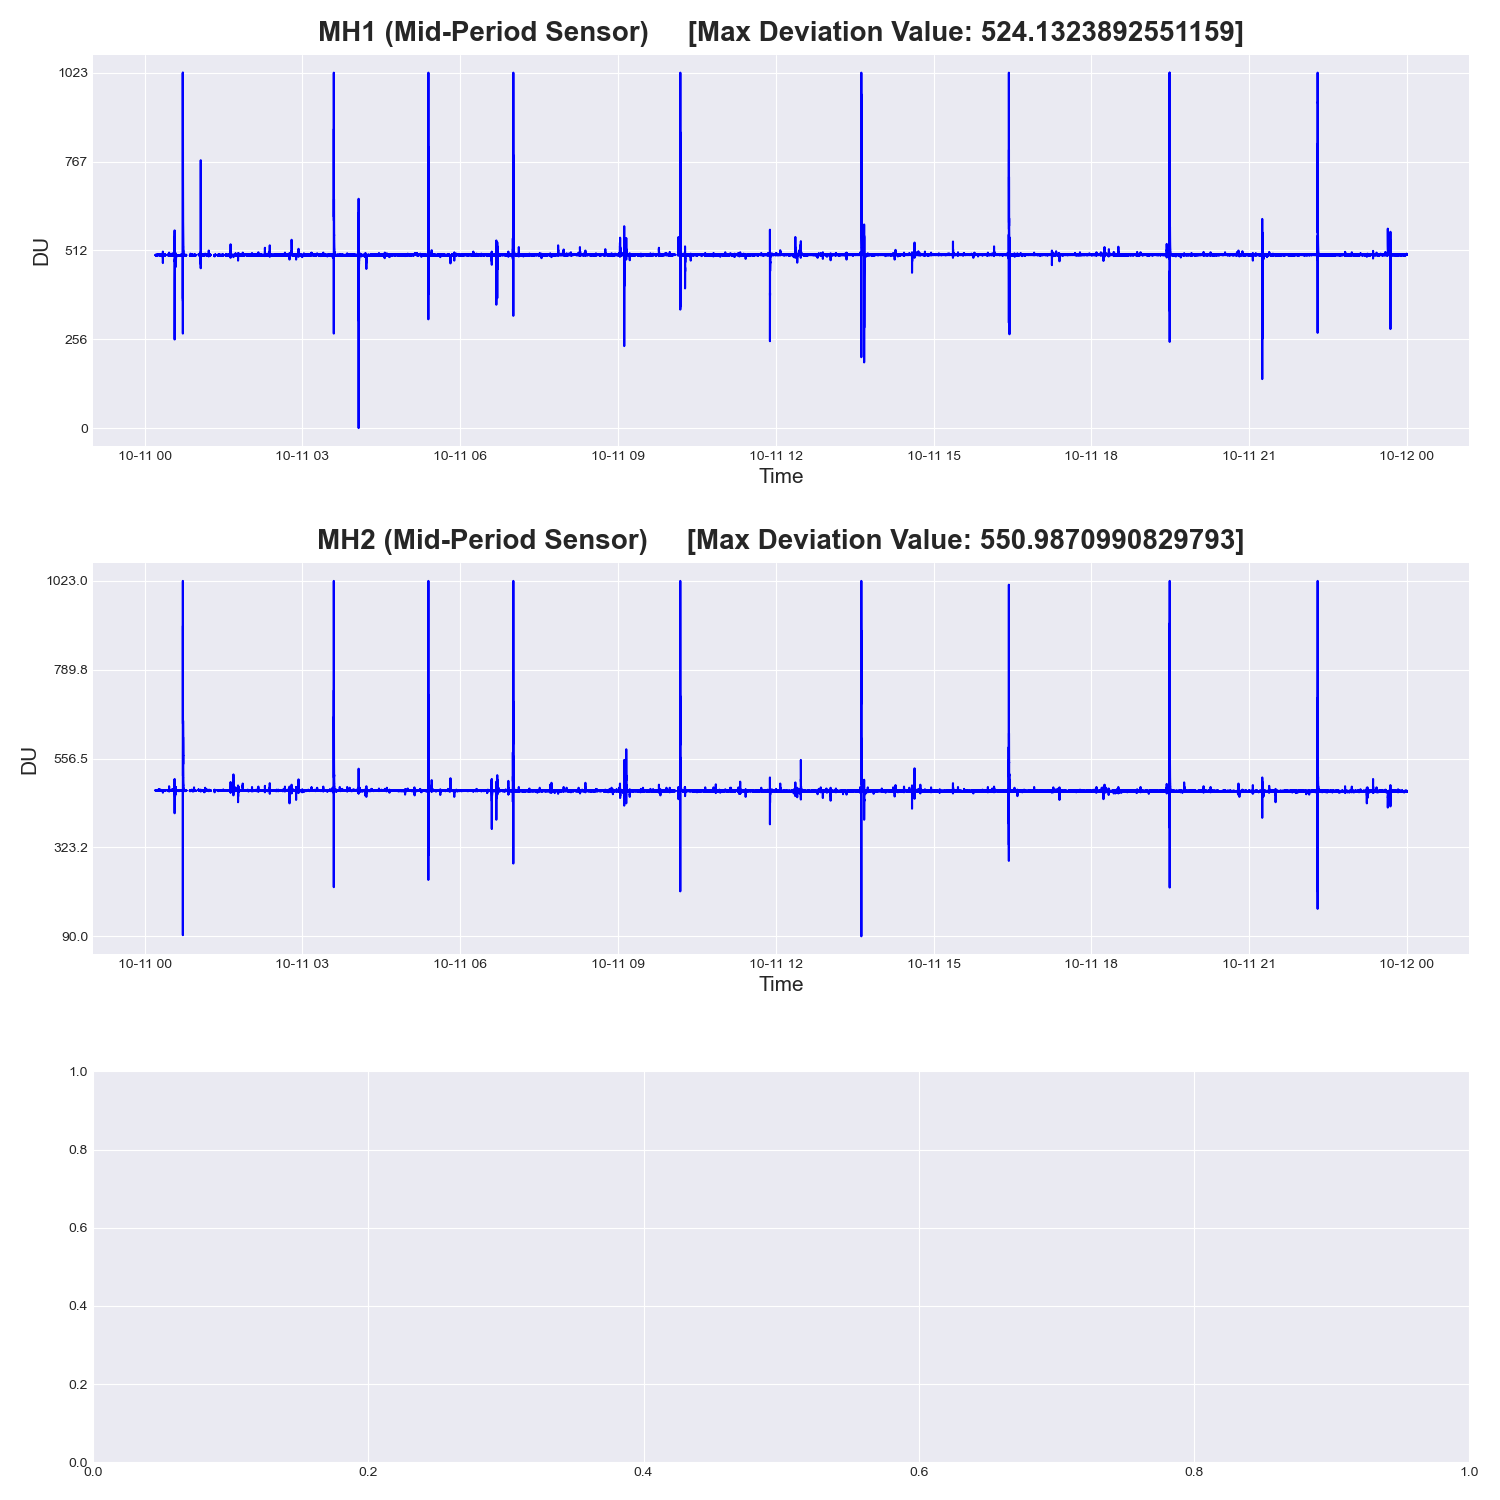 MH1 (Mid-Period Sensor) [Max Deviation Value: 524.1323892551159]
1023
767
512
256
0
DU
10-11 00 10-11 03 10-11 06 10-11 09 10-11 12 10-11 15 10-11 18 10-11 21 10-12 00
Time
MH2 (Mid-Period Sensor) [Max Deviation Value: 550.9870990829793]
1023.0
789.8
556.5
323.2
90.0
DU
10-11 00 10-11 03 10-11 06 10-11 09 10-11 12 10-11 15 10-11 18 10-11 21 10-12 00
Time
1.0
0.8
0.6
0.4
0.2
0.0
0.0 0.2 0.4 0.6 0.8 1.0